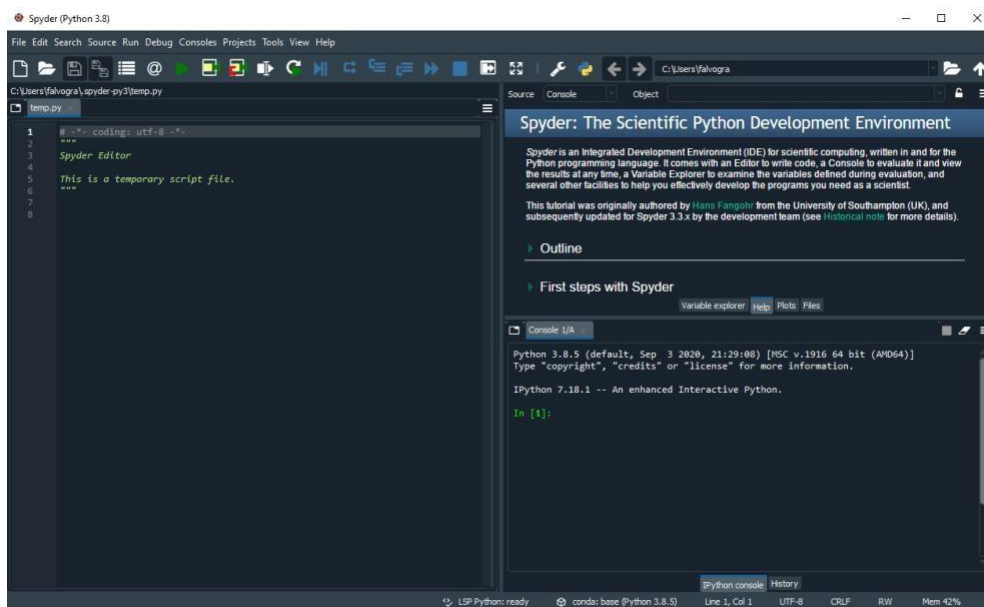 Spyder (Python 3.8)
File Edit Search Source Run Debug Consoles Projects Tools View Help
C:\Users\falvogra
C:\Users\falvogra\.spyder-py3\temp.py
temp.py
1 # -*- coding: utf-8 -*-
2 """
3 Spyder Editor
4
5 This is a temporary script file.
6 """
7
8
Source Console Object
Spyder: The Scientific Python Development Environment
Spyder is an Integrated Development Environment (IDE) for scientific computing, written in and for the
Python programming language. It comes with an Editor to write code, a Console to evaluate it and view
the results at any time, a Variable Explorer to examine the variables defined during evaluation, and
several other facilities to help you effectively develop the programs you need as a scientist.
This tutorial was originally authored by Hans Fangohr from the University of Southampton (UK), and
subsequently updated for Spyder 3.3.x by the development team (see Historical note for more details).
Outline
First steps with Spyder
Variable explorer Help Plots Files
Console 1/A
Python 3.8.5 (default, Sep 3 2020, 21:29:08) [MSC v.1916 64 bit (AMD64)]
Type "copyright", "credits" or "license" for more information.
IPython 7.18.1 -- An enhanced Interactive Python.
In [1]:
IPython console History
LSP Python: ready conda: base (Python 3.8.5) Line 1, Col 1 UTF-8 CRLF RW Mem 42%